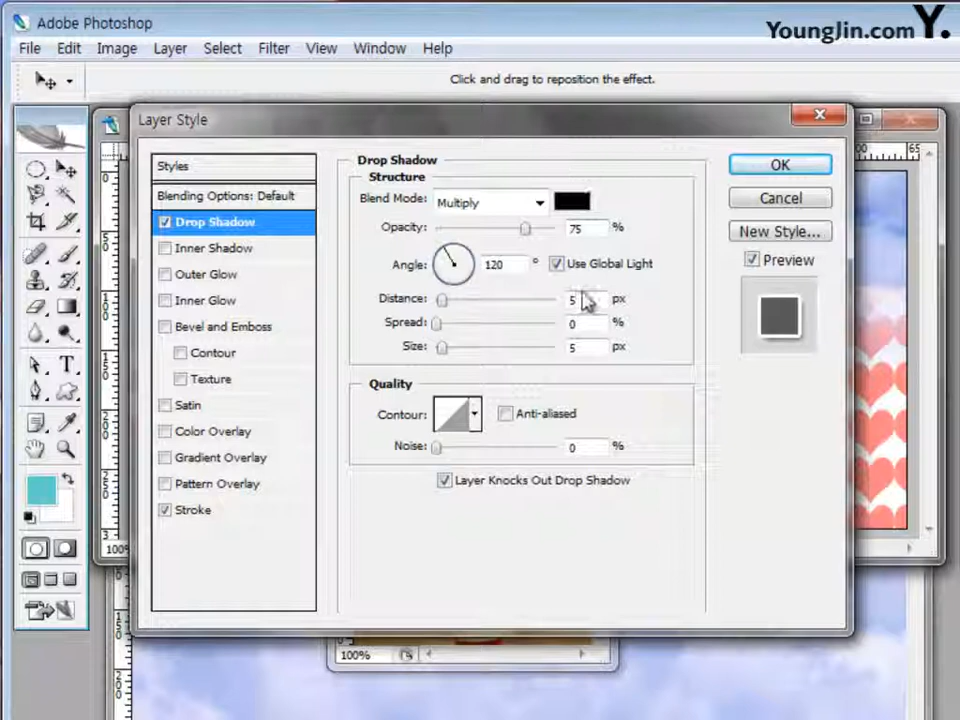 Adobe Photoshop
YoungJin.com Y.
File Edit Image Layer Select Filter View Window Help
Click and drag to reposition the effect.
Layer Style
Styles
Blending Options: Default
Drop Shadow
Inner Shadow
Outer Glow
Inner Glow
Bevel and Emboss
Contour
Texture
Satin
Color Overlay
Gradient Overlay
Pattern Overlay
Stroke
Drop Shadow
Structure
Blend Mode: Multiply
Opacity: 75 %
Angle: 120 ° Use Global Light
Distance: 5 px
Spread: 0 %
Size: 5 px
Quality
Contour: Anti-aliased
Noise: 0 %
Layer Knocks Out Drop Shadow
OK
Cancel
New Style...
Preview
100%